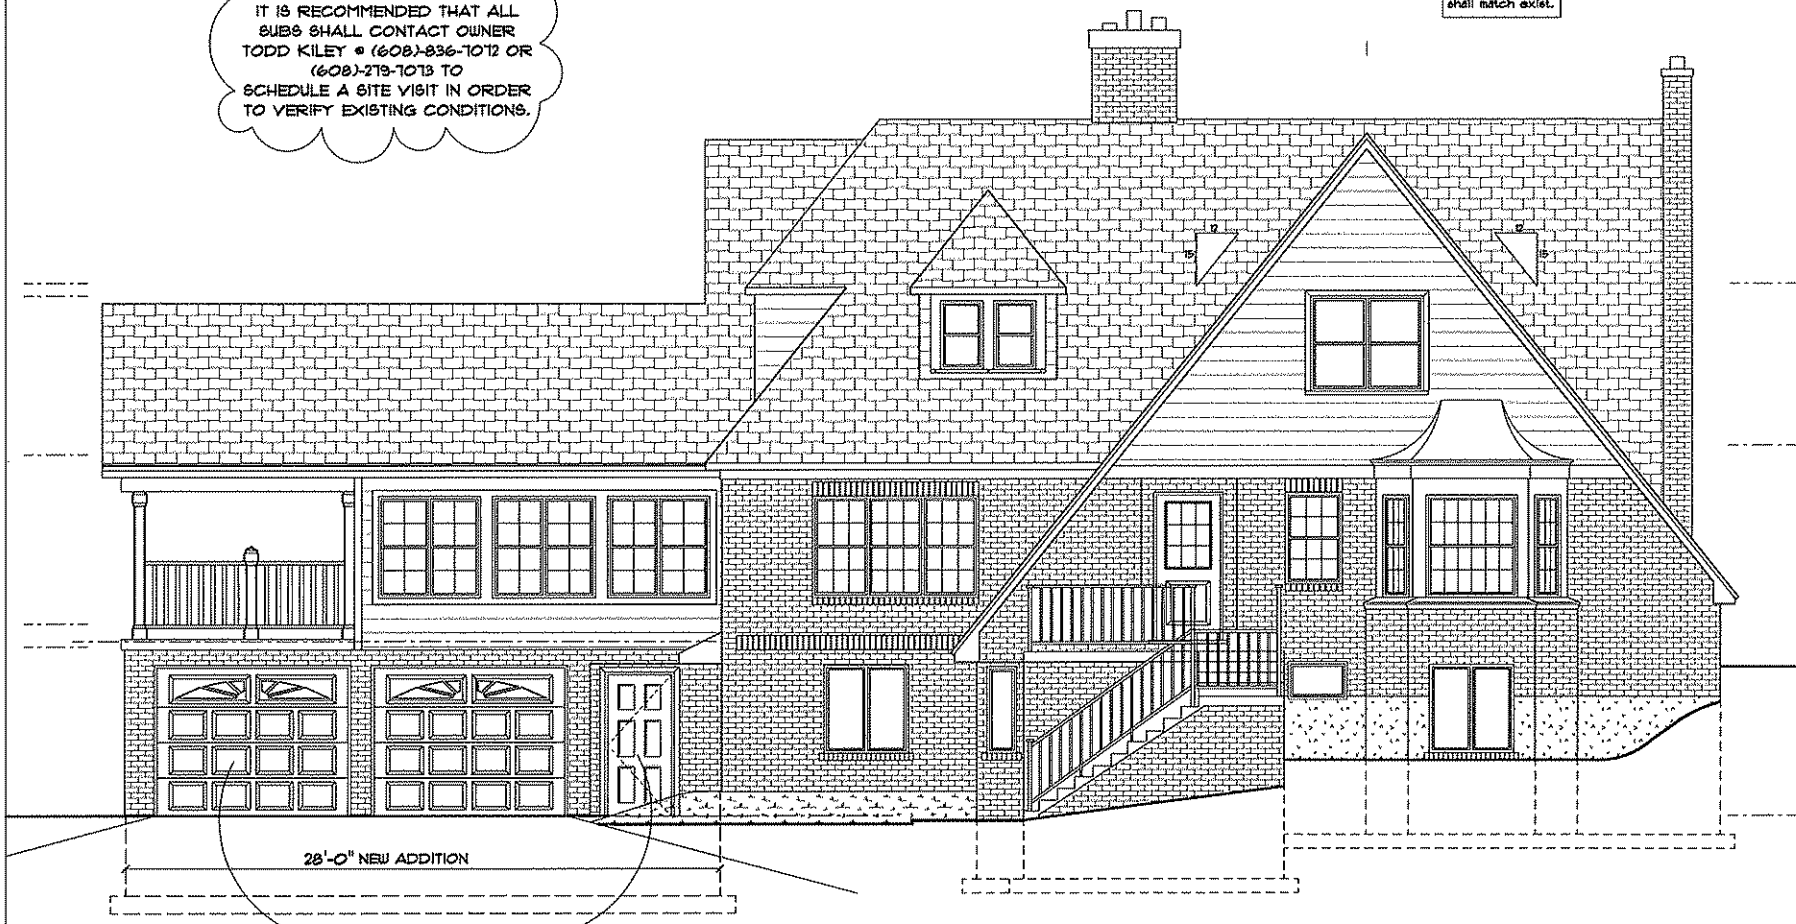 IT IS RECOMMENDED THAT ALL
SUBS SHALL CONTACT OWNER
TODD KILEY @ (608)-836-7072 OR
(608)-279-7073 TO
SCHEDULE A SITE VISIT IN ORDER
TO VERIFY EXISTING CONDITIONS.
shall match exist.
12
15
12
15
28'-0" NEW ADDITION